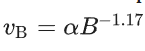 v_B = αB^{-1.17}